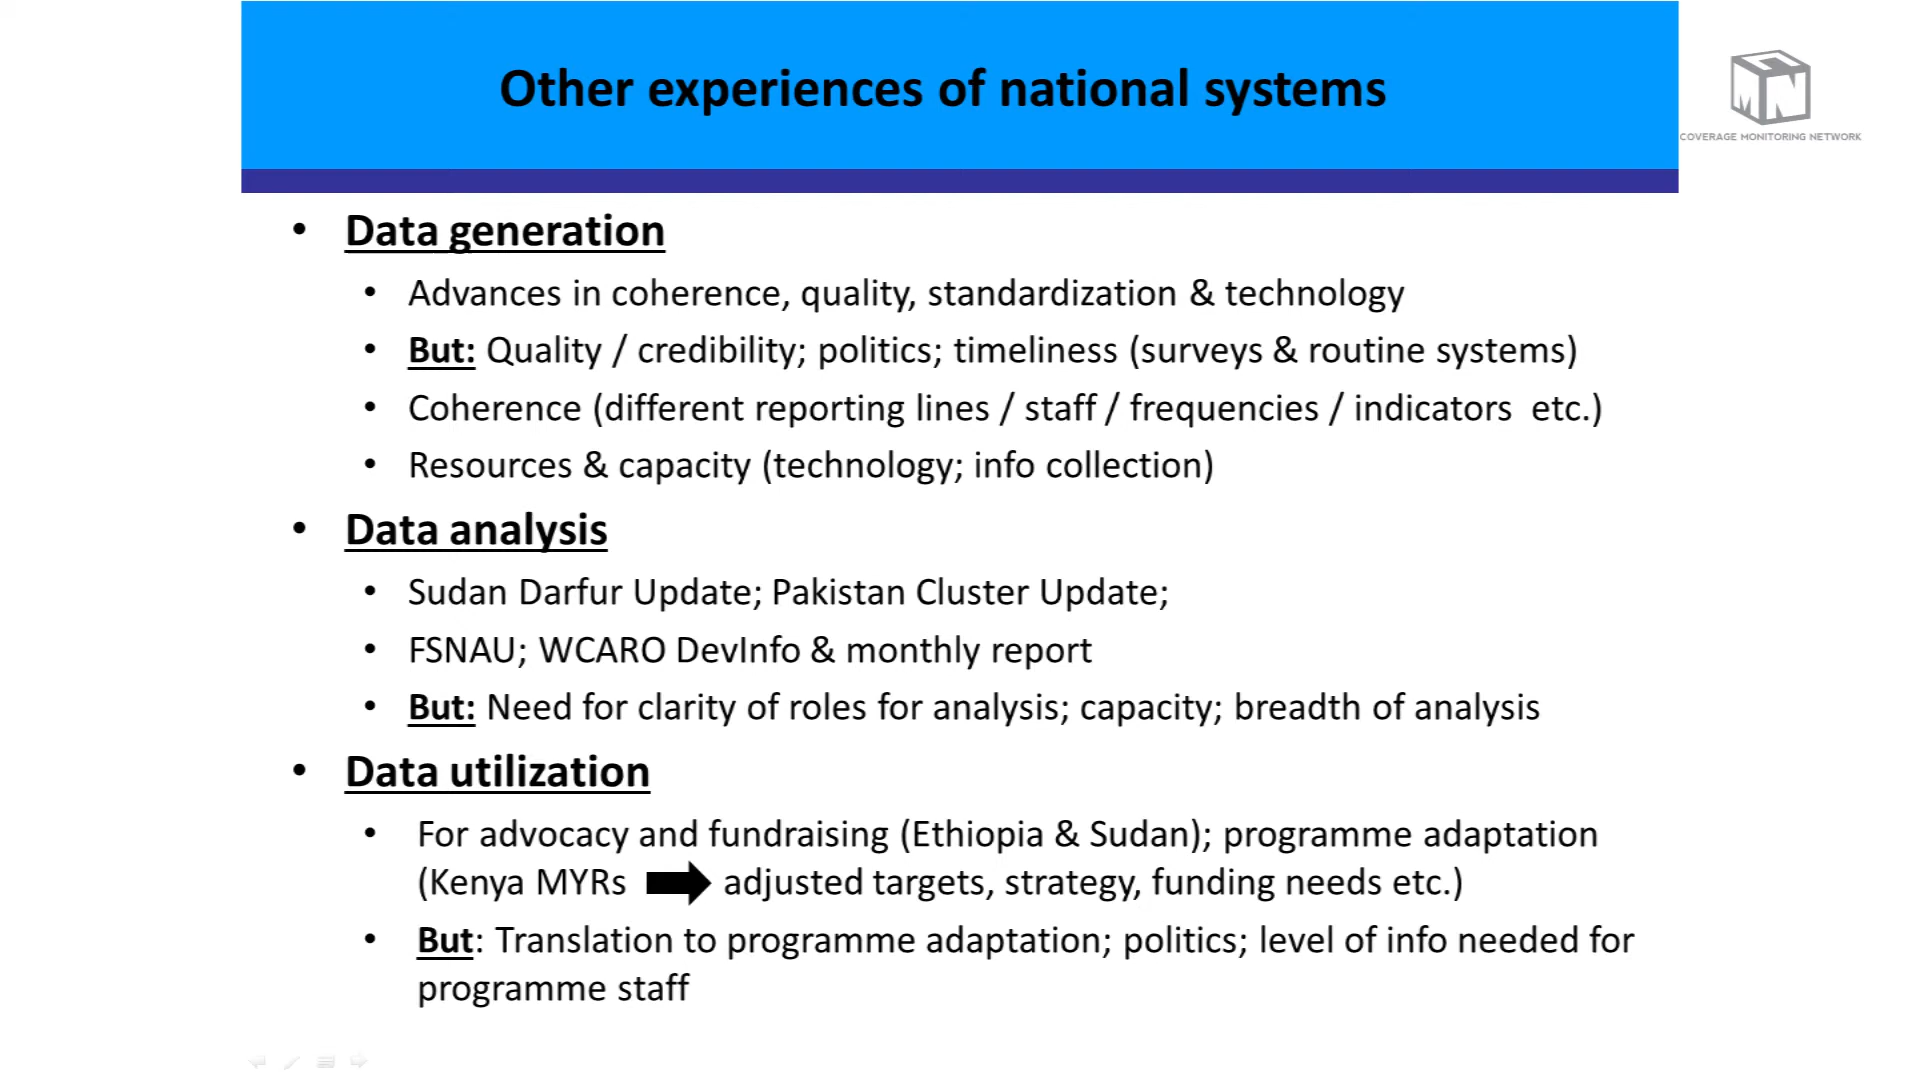 Other experiences of national systems
COVERAGE MONITORING NETWORK
• Data generation
• Advances in coherence, quality, standardization & technology
• But: Quality / credibility; politics; timeliness (surveys & routine systems)
• Coherence (different reporting lines / staff / frequencies / indicators etc.)
• Resources & capacity (technology; info collection)
• Data analysis
• Sudan Darfur Update; Pakistan Cluster Update;
• FSNAU; WCARO DevInfo & monthly report
• But: Need for clarity of roles for analysis; capacity; breadth of analysis
• Data utilization
• For advocacy and fundraising (Ethiopia & Sudan); programme adaptation
(Kenya MYRs ➡ adjusted targets, strategy, funding needs etc.)
• But: Translation to programme adaptation; politics; level of info needed for
programme staff